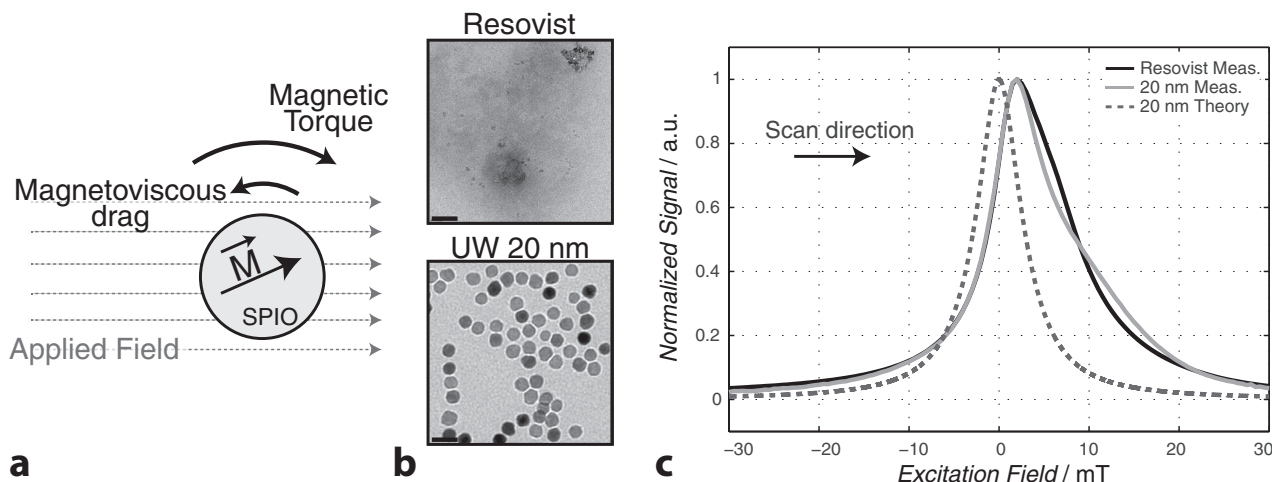 Magnetic
Torque
Magnetoviscous
drag
M
SPIO
Applied Field
a
Resovist
UW 20 nm
b
Resovist Meas.
20 nm Meas.
20 nm Theory
Scan direction
Normalized Signal / a.u.
1
0.8
0.6
0.4
0.2
0
−30
−20
−10
0
10
20
30
Excitation Field / mT
c